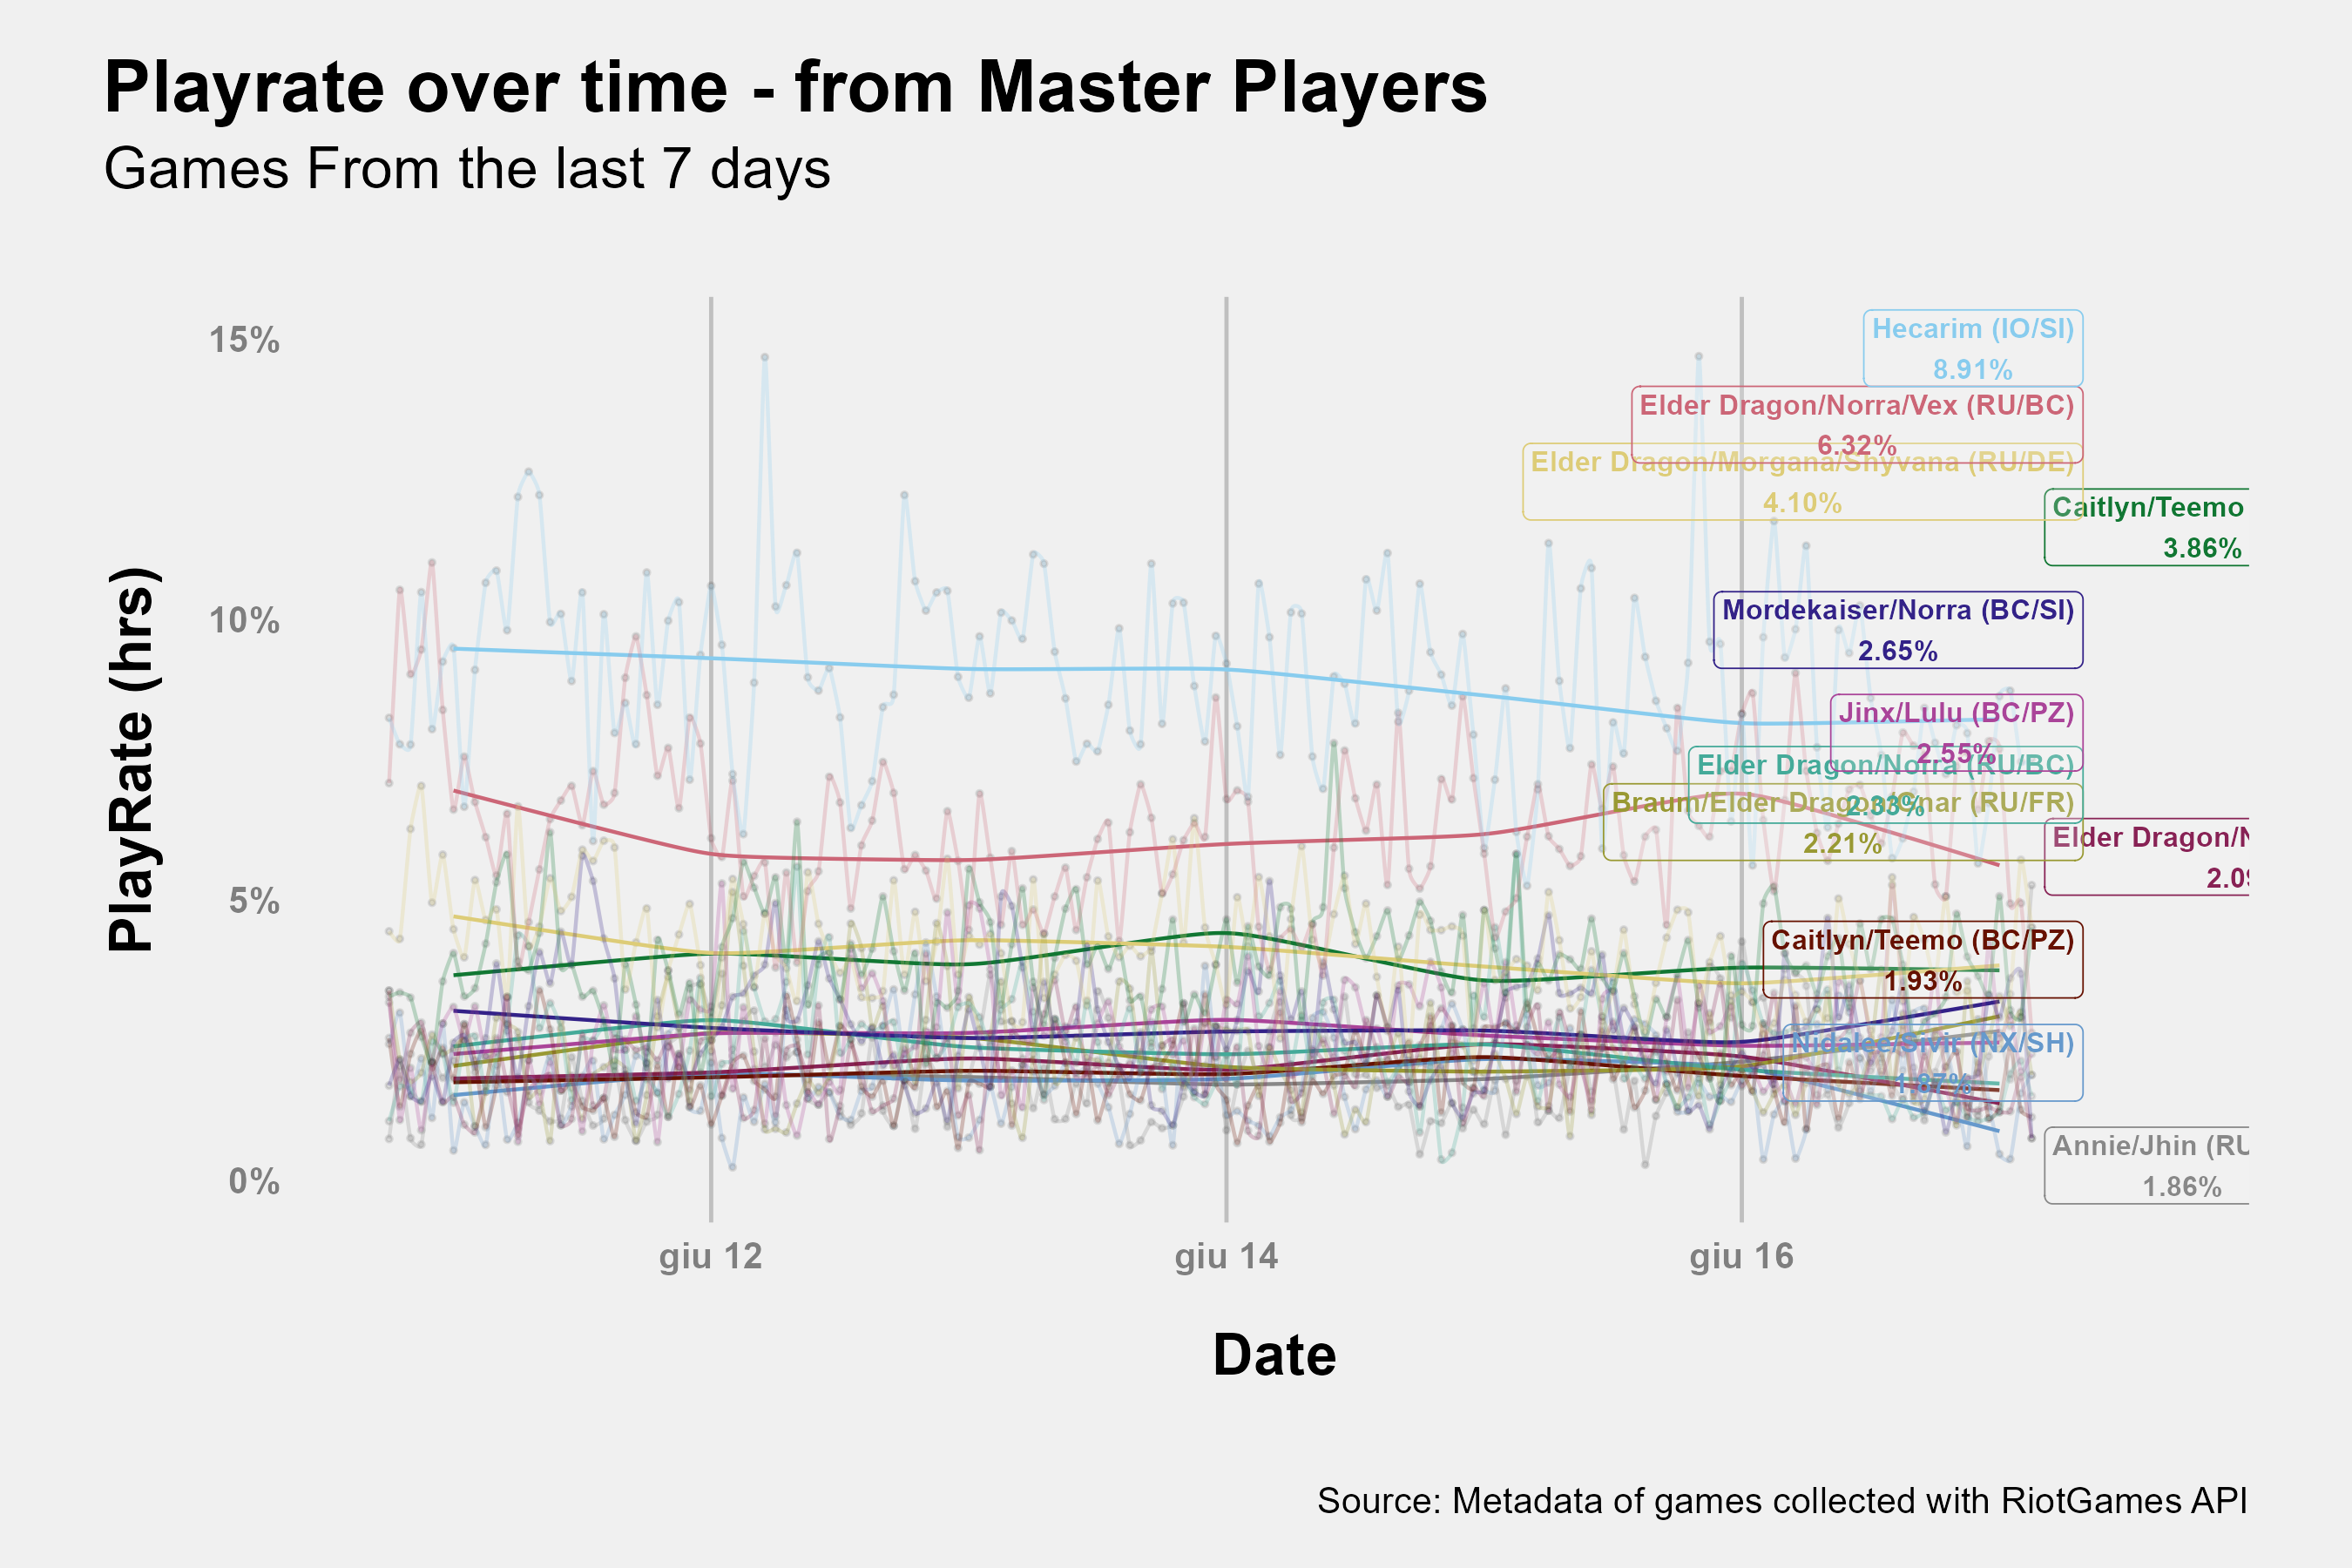 Playrate over time - from Master Players
Games From the last 7 days
PlayRate (hrs)
15%
10%
5%
0%
Hecarim (IO/SI)
8.91%
Elder Dragon/Norra/Vex (RU/BC)
6.32%
Elder Dragon/Morgana/Shyvana (RU/DE)
4.10%
Caitlyn/Teemo
3.86%
Mordekaiser/Norra (BC/SI)
2.65%
Jinx/Lulu (BC/PZ)
2.55%
Elder Dragon/Norra (RU/BC)
2.33%
Braum/Elder Dragon/Gnar (RU/FR)
2.21%
Elder Dragon/N
2.09
Caitlyn/Teemo (BC/PZ)
1.93%
Nidalee/Sivir (NX/SH)
1.87%
Annie/Jhin (RU
1.86%
giu 12
giu 14
giu 16
Date
Source: Metadata of games collected with RiotGames API